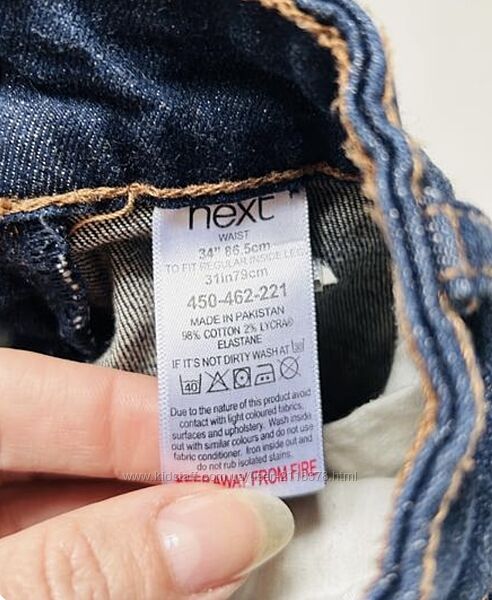 next
WAIST
34" 86.5cm
TO FIT REGULAR INSIDE LEG
31in79cm
450-462-221
MADE IN PAKISTAN
98% COTTON 2% LYCRA®
ELASTANE
IF IT'S NOT DIRTY WASH AT
40
Due to the nature of this product avoid
contact with light coloured fabrics,
surfaces and upholstery. Wash inside
out with similar colours and do not use
fabric conditioner. Iron inside out and
do not rub isolated stains.
KEEP AWAY FROM FIRE